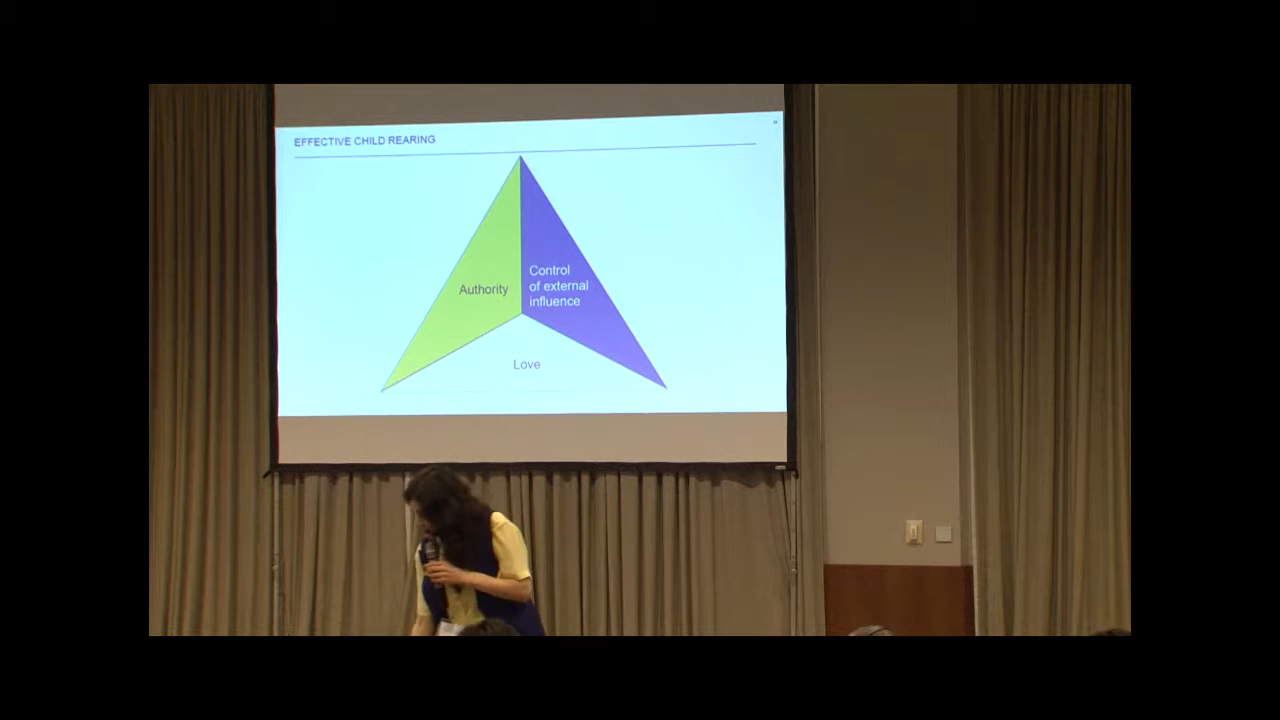 EFFECTIVE CHILD REARING
Authority
Control
of external
influence
Love